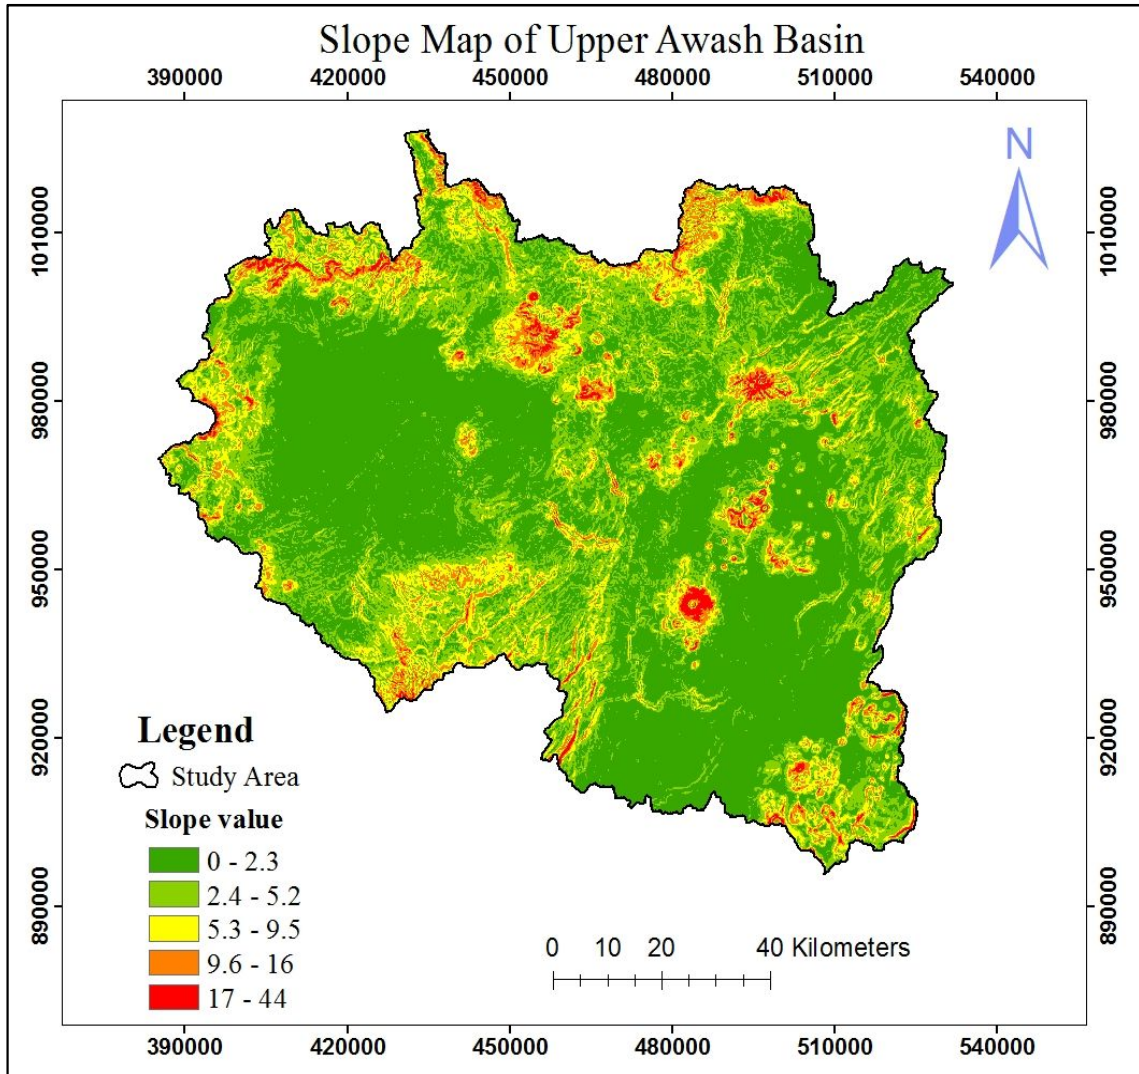 Slope Map of Upper Awash Basin
390000 420000 450000 480000 510000 540000
N
1010000 1010000
980000 980000
950000 950000
920000 920000
890000 890000
Legend
Study Area
Slope value
0 - 2.3
2.4 - 5.2
5.3 - 9.5
9.6 - 16
17 - 44
0 10 20 40 Kilometers
390000 420000 450000 480000 510000 540000